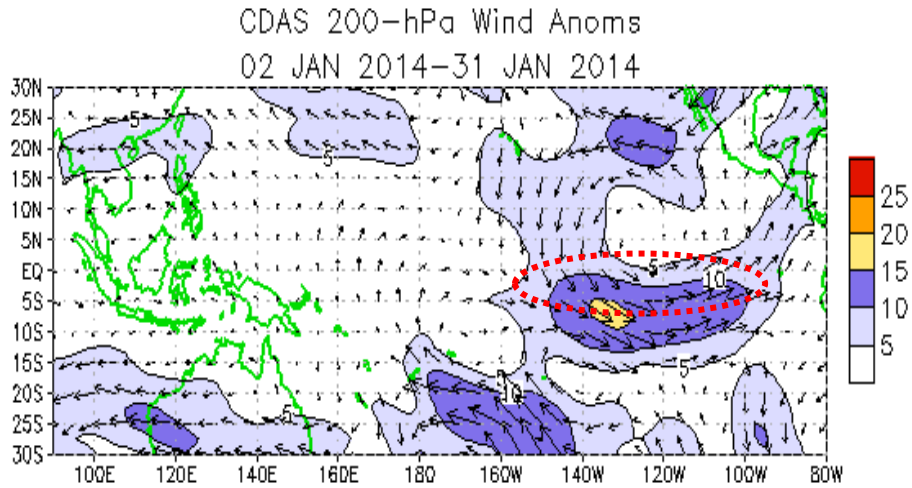 CDAS 200-hPa Wind Anoms
02 JAN 2014-31 JAN 2014
30N
25N
20N
15N
10N
5N
EQ
5S
10S
15S
20S
25S
30S
5
5
5
10
5
10
5
100E 120E 140E 160E 180 160W 140W 120W 100W 80W
25
20
15
10
5